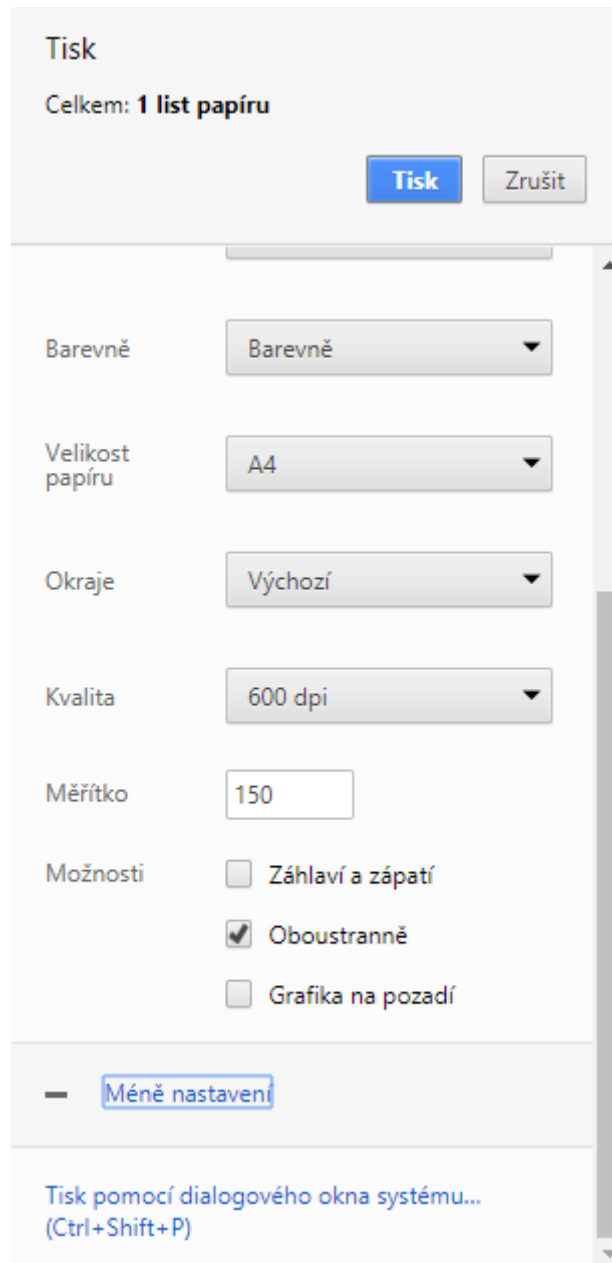 Tisk
Celkem: 1 list papíru
Tisk Zrušit
Barevně Barevně
Velikost
papíru A4
Okraje Výchozí
Kvalita 600 dpi
Měřítko 150
Možnosti Záhlaví a zápatí
Oboustranně
Grafika na pozadí
Méně nastavení
Tisk pomocí dialogového okna systému...
(Ctrl+Shift+P)